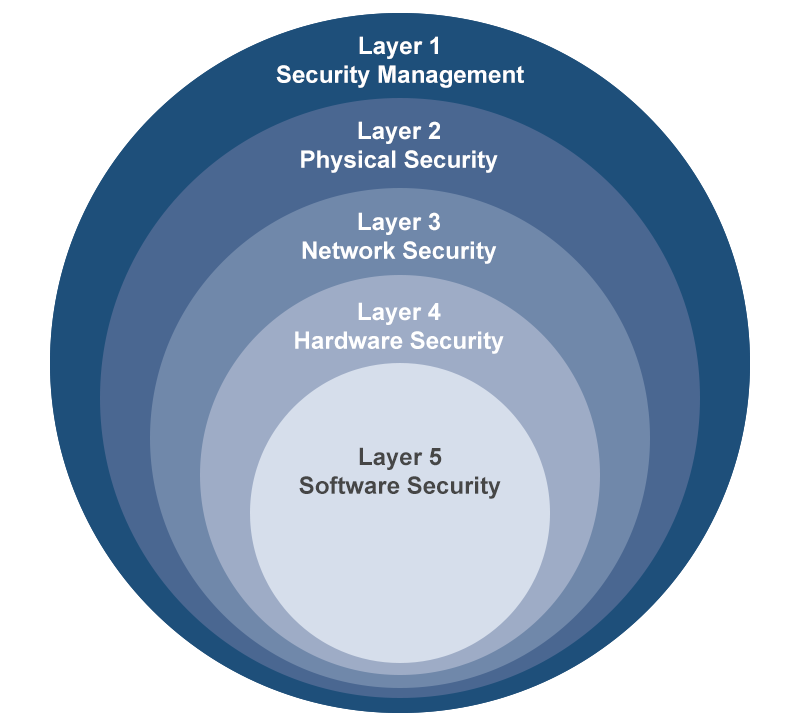 Layer 1
Security Management
Layer 2
Physical Security
Layer 3
Network Security
Layer 4
Hardware Security
Layer 5
Software Security